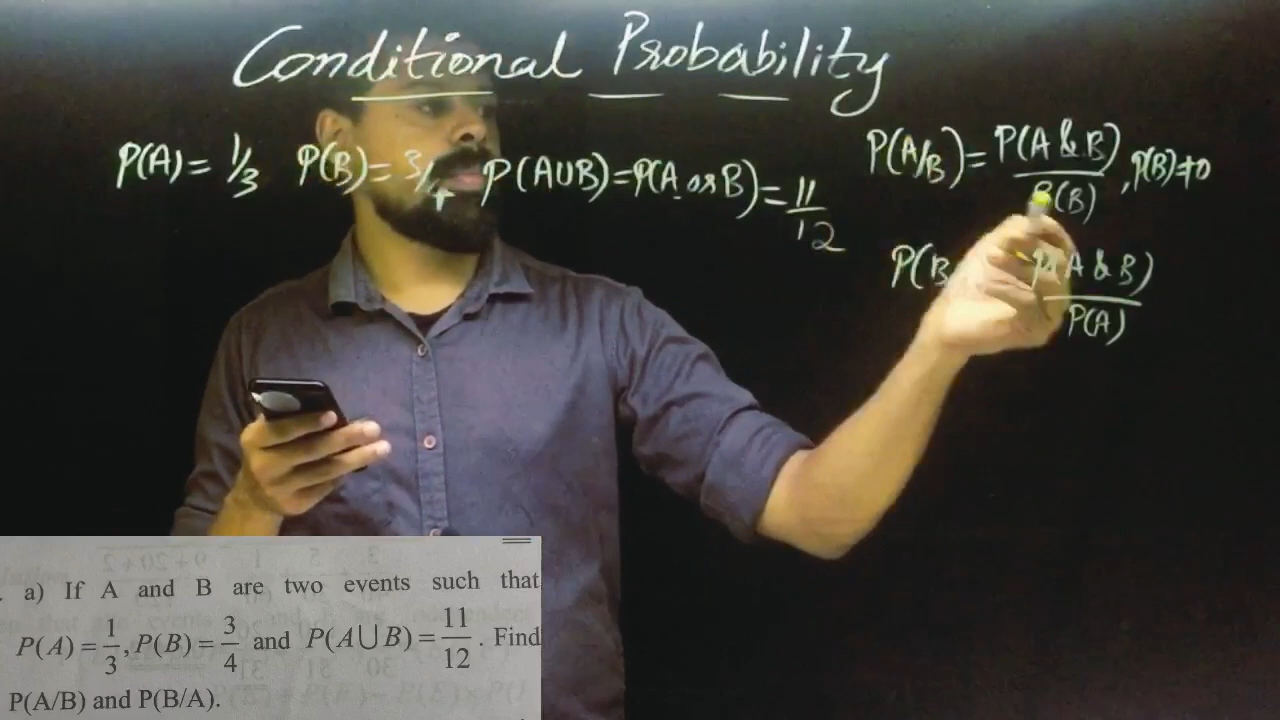 Conditional Probability
P(A) = 1/3 P(B) = 3/4 P(A∪B) = P(A or B) = 11/12
P(A/B) = P(A & B)/P(B), P(B)≠0
P(B P(A & B)/P(A)
a) If A and B are two events such that
P(A) = 1/3, P(B) = 3/4 and P(A∪B) = 11/12. Find
P(A/B) and P(B/A).